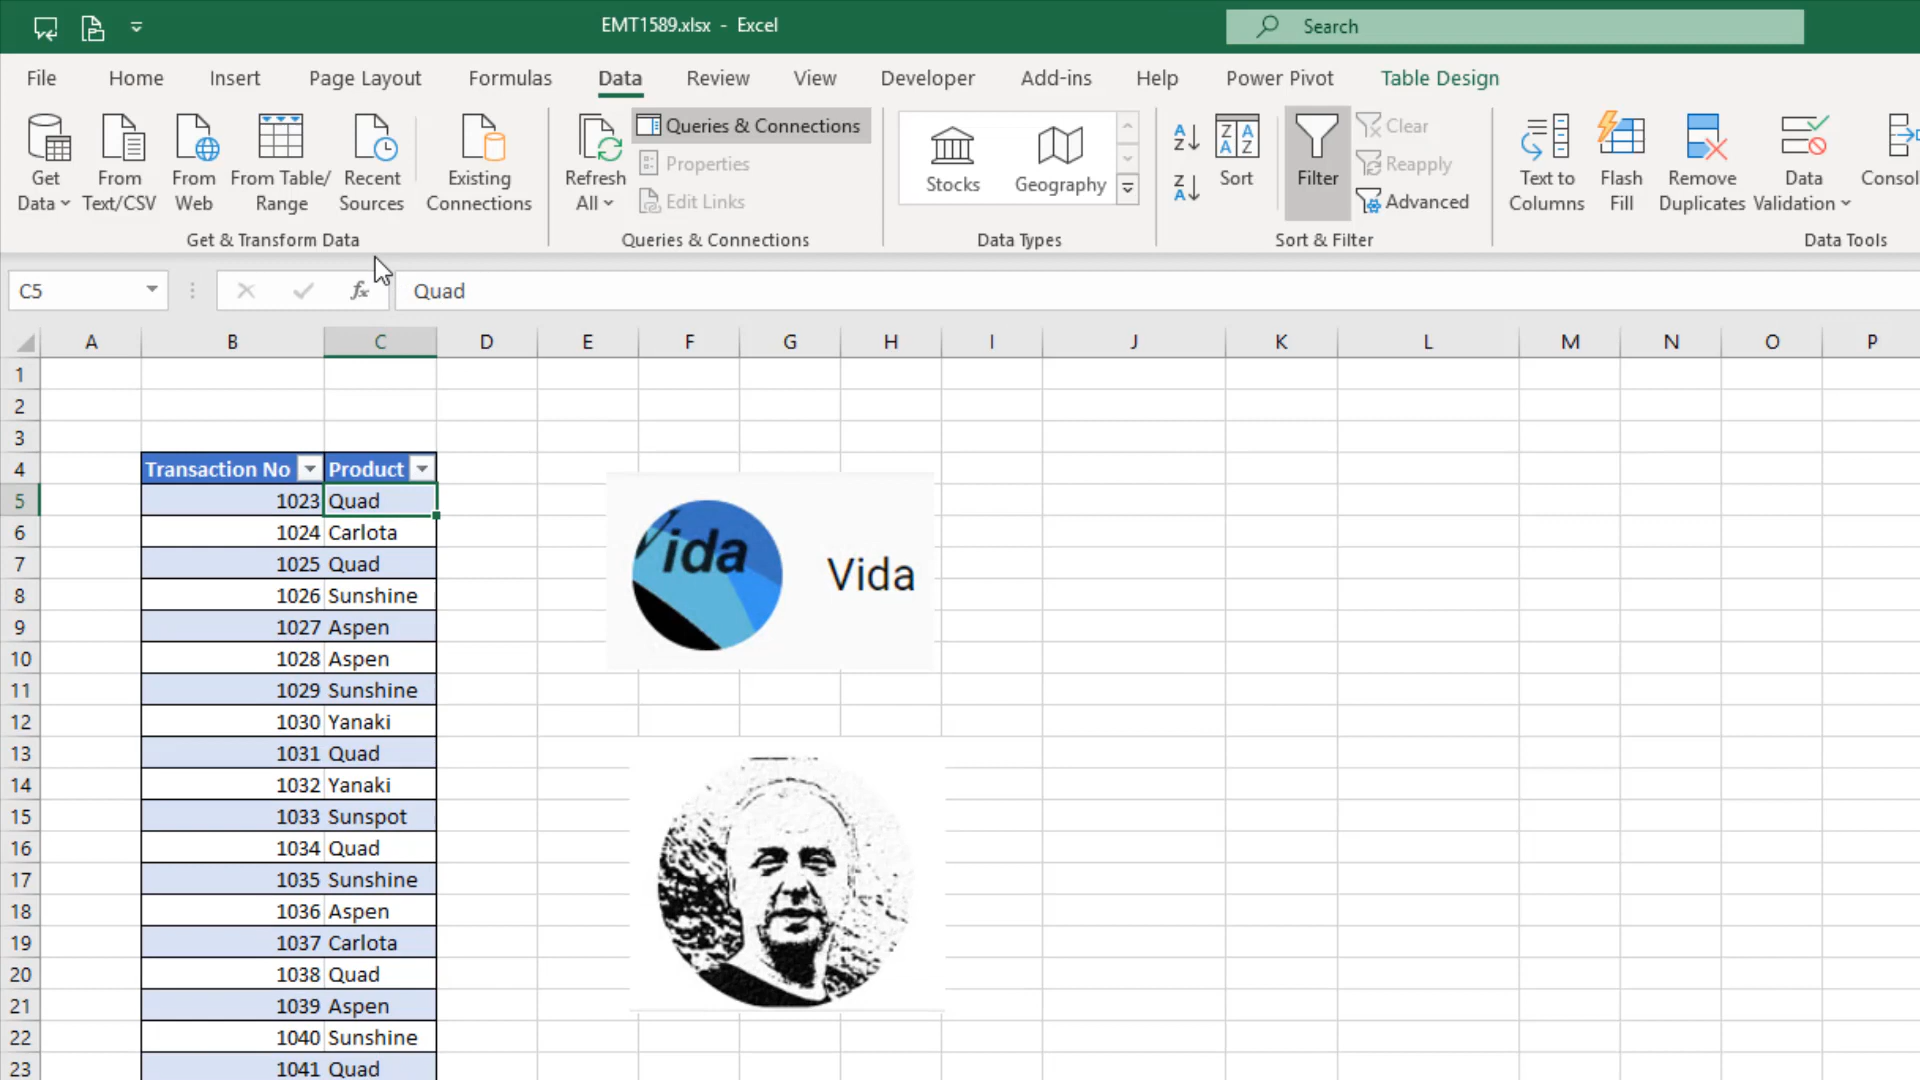 EMT1589.xlsx - Excel
Search
File Home Insert Page Layout Formulas Data Review View Developer Add-ins Help Power Pivot Table Design
Get Data
From Text/CSV
From Web
From Table/ Range
Recent Sources
Existing Connections
Get & Transform Data
Refresh All
Queries & Connections
Properties
Edit Links
Queries & Connections
Stocks
Geography
Data Types
Sort
Filter
Clear
Reapply
Advanced
Sort & Filter
Text to Columns
Flash Fill
Remove Duplicates
Data Validation
Consol
Data Tools
C5
fx
Quad
A B C D E F G H I J K L M N O P
1
2
3
4 Transaction No Product
5 1023 Quad
6 1024 Carlota
7 1025 Quad
8 1026 Sunshine
9 1027 Aspen
10 1028 Aspen
11 1029 Sunshine
12 1030 Yanaki
13 1031 Quad
14 1032 Yanaki
15 1033 Sunspot
16 1034 Quad
17 1035 Sunshine
18 1036 Aspen
19 1037 Carlota
20 1038 Quad
21 1039 Aspen
22 1040 Sunshine
23 1041 Quad
Vida
Vida